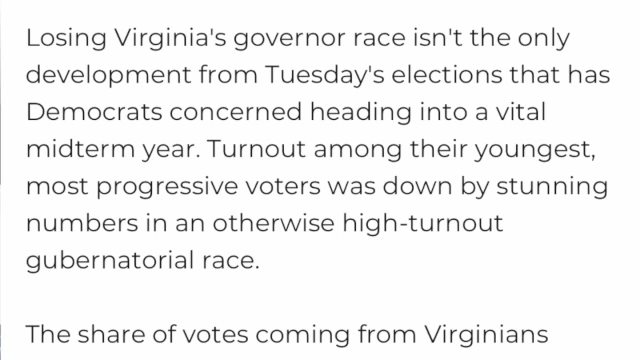 Losing Virginia's governor race isn't the only
development from Tuesday's elections that has
Democrats concerned heading into a vital
midterm year. Turnout among their youngest,
most progressive voters was down by stunning
numbers in an otherwise high-turnout
gubernatorial race.
The share of votes coming from Virginians